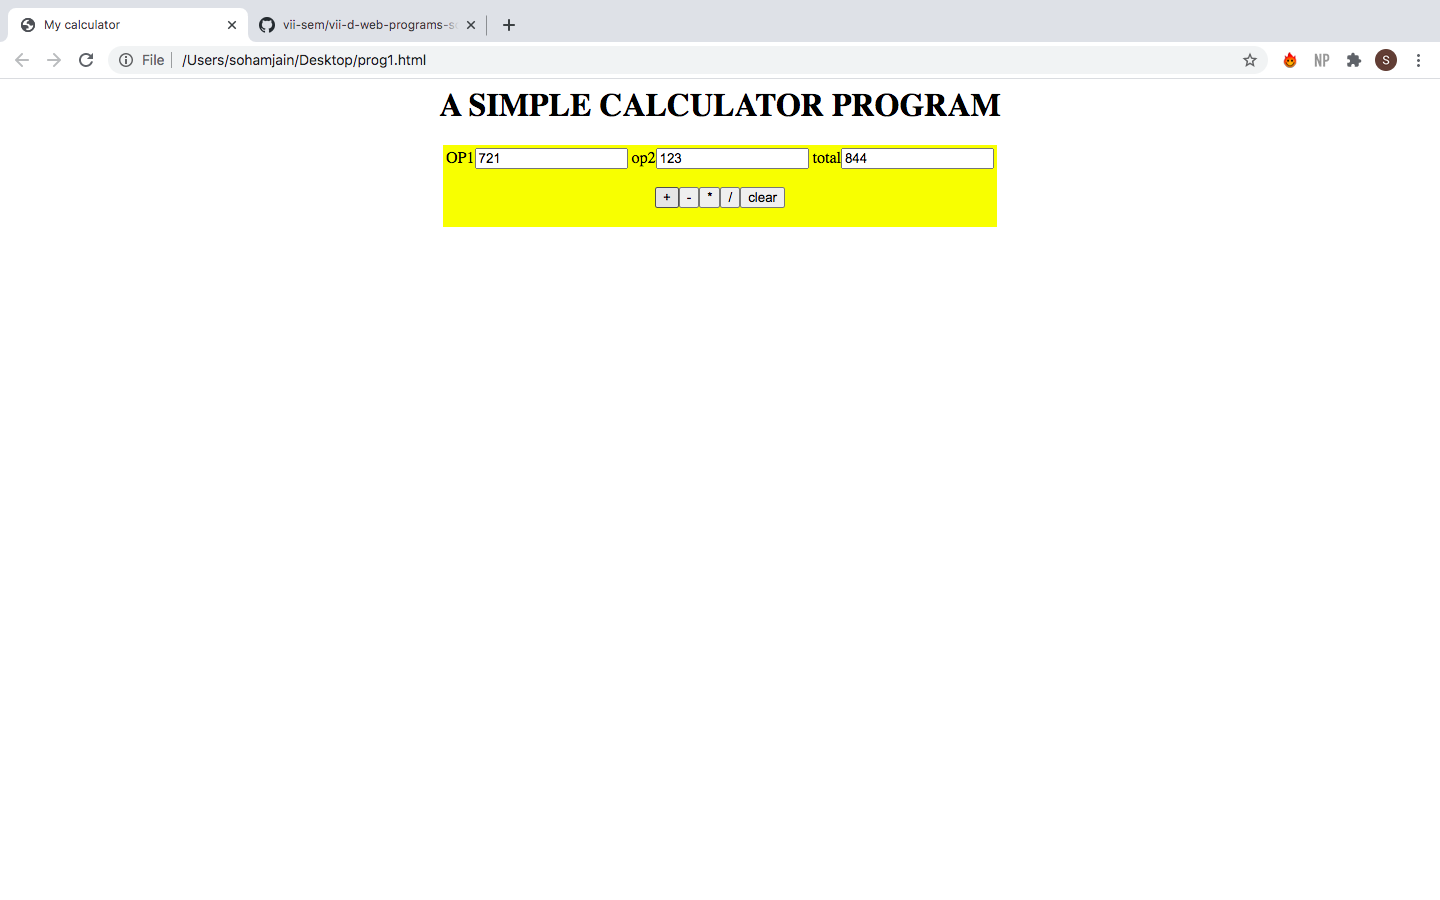 My calculator
vii-sem/vii-d-web-programs-sc
File /Users/sohamjain/Desktop/prog1.html NP S
A SIMPLE CALCULATOR PROGRAM
OP1 721 op2 123 total 844
+ - * / clear